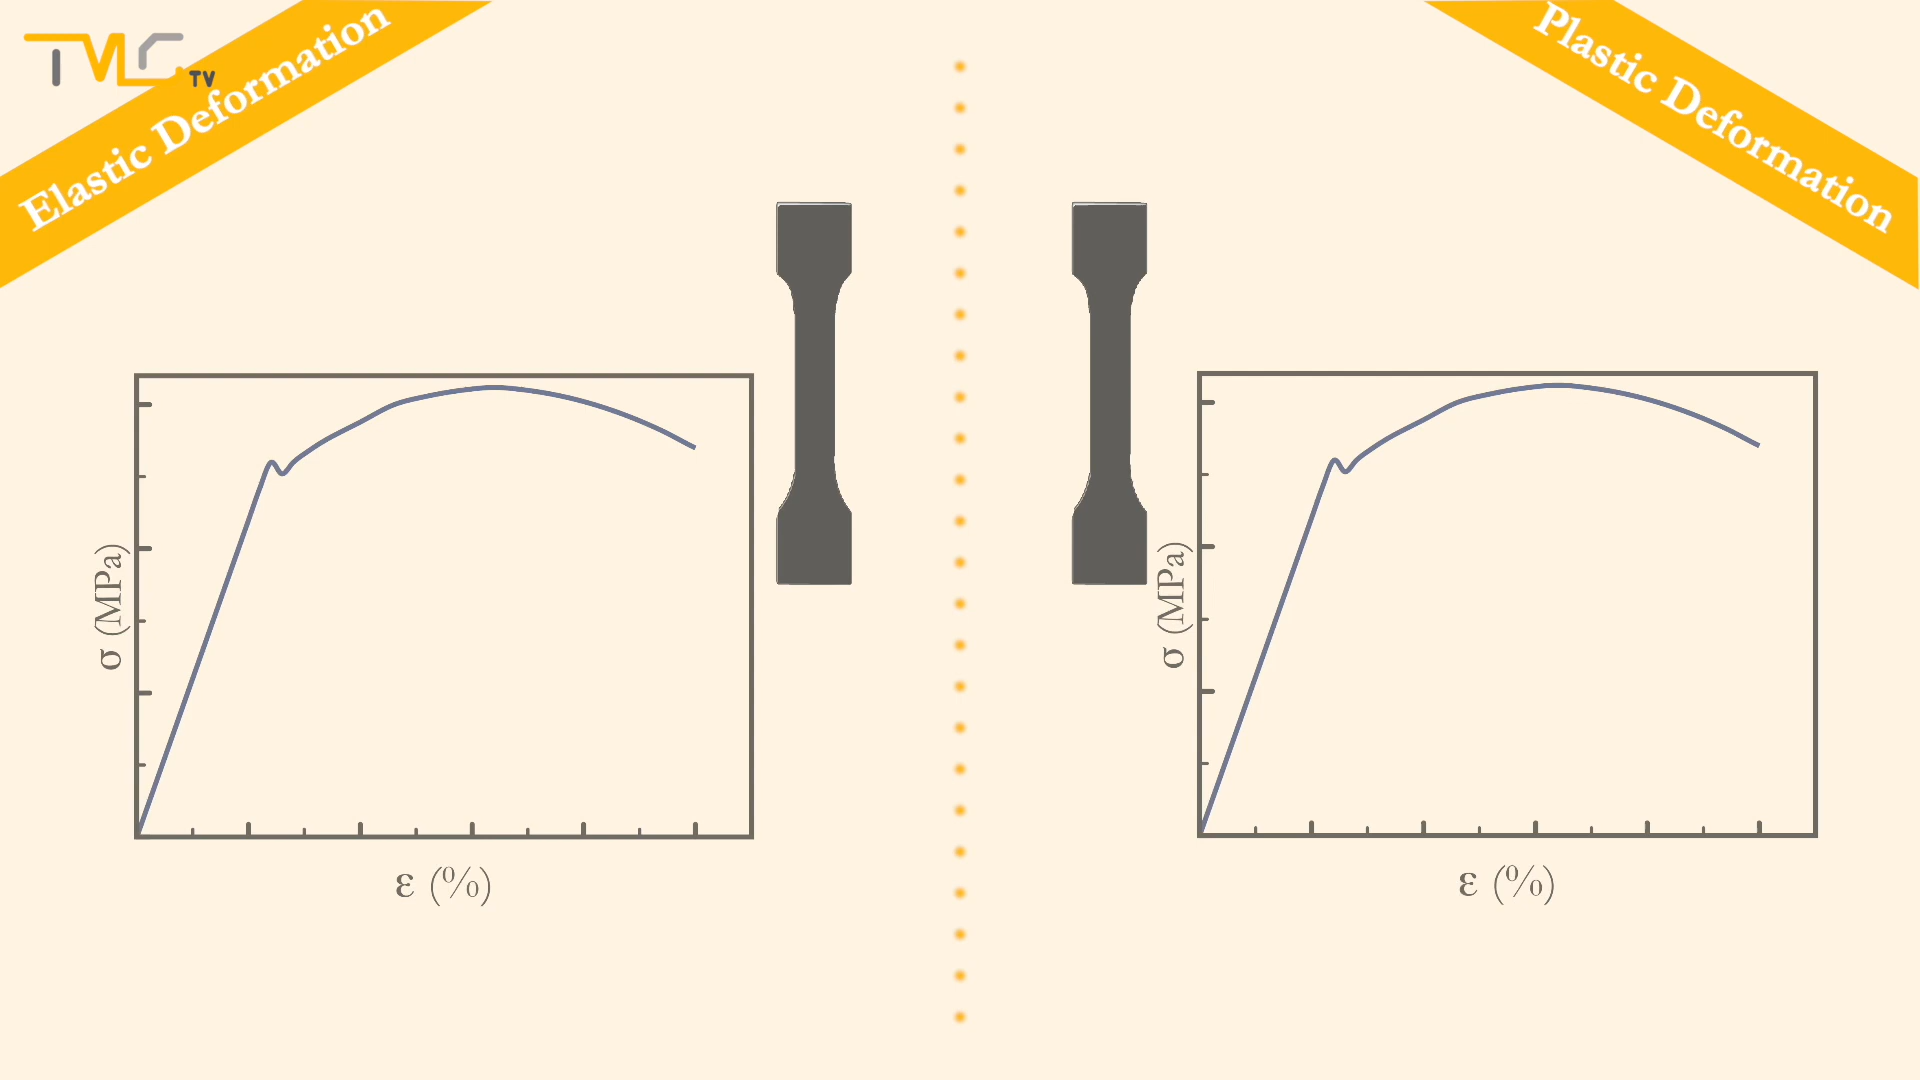 TMC TV
Elastic Deformation
Plastic Deformation
σ (MPa)
ε (%)
σ (MPa)
ε (%)